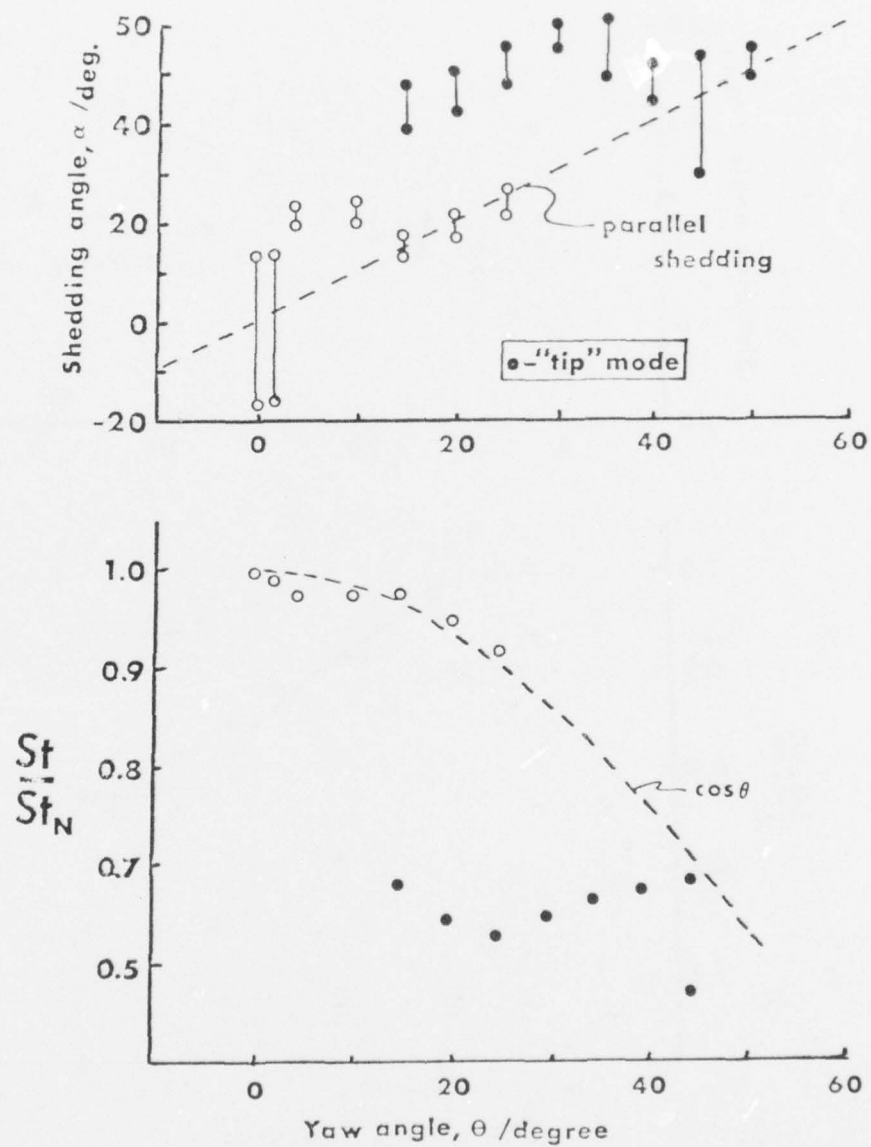 50
40
20
0
-20
Shedding angle, α /deg.
parallel
shedding
●-"tip" mode
0 20 40 60
1.0
0.9
0.8
0.7
0.5
St
St_N
cosθ
0 20 40 60
Yaw angle, θ /degree